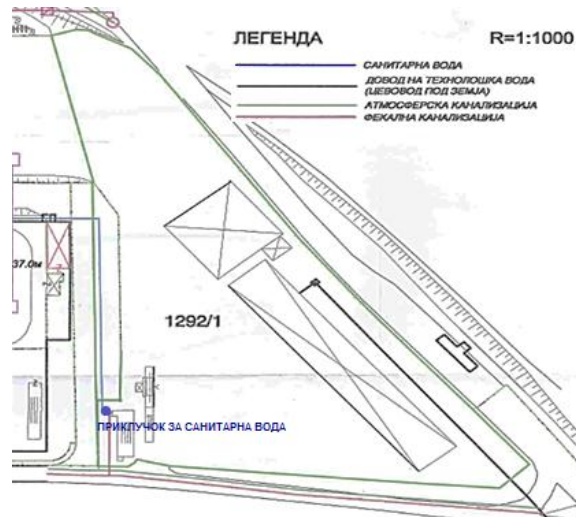 ЛЕГЕНДА
R=1:1000
САНИТАРНА ВОДА
ДОВОД НА ТЕХНОЛОШКА ВОДА
(ЦЕВОВОД ПОД ЗЕМЈА)
АТМОСФЕРСКА КАНАЛИЗАЦИЈА
ФЕКАЛНА КАНАЛИЗАЦИЈА
37.0м
1292/1
ПРИКЛУЧОК ЗА САНИТАРНА ВОДА